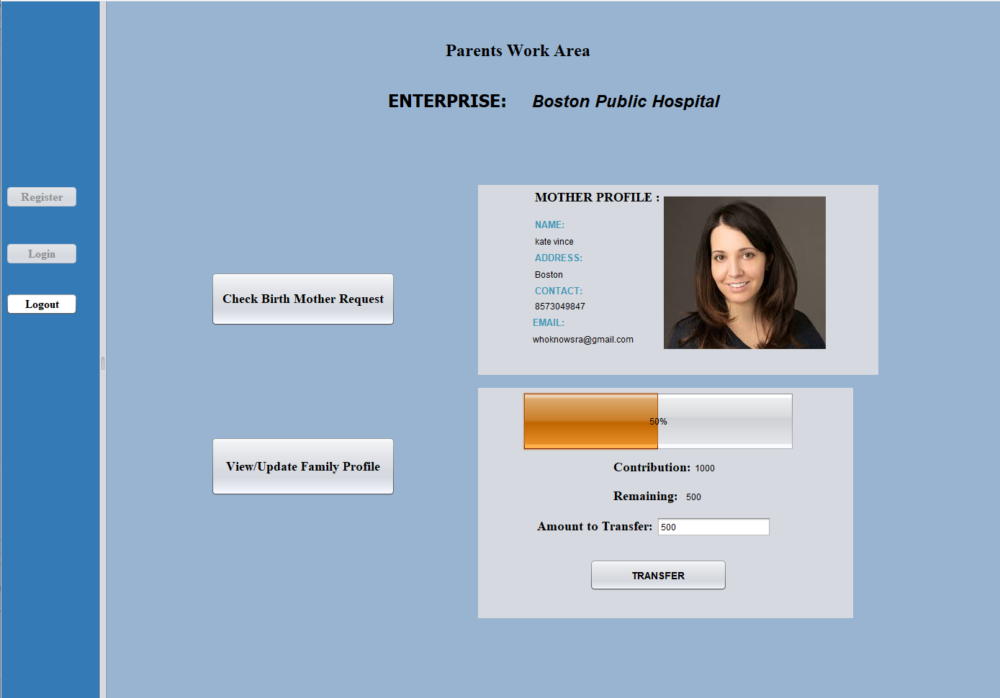 Parents Work Area
ENTERPRISE: Boston Public Hospital
Register
Login
Logout
Check Birth Mother Request
View/Update Family Profile
MOTHER PROFILE :
NAME:
kate vince
ADDRESS:
Boston
CONTACT:
8573049847
EMAIL:
whoknowsra@gmail.com
50%
Contribution: 1000
Remaining: 500
Amount to Transfer: 500
TRANSFER